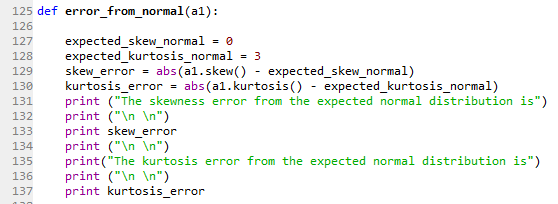 125 def error_from_normal(a1):
126
127     expected_skew_normal = 0
128     expected_kurtosis_normal = 3
129     skew_error = abs(a1.skew() - expected_skew_normal)
130     kurtosis_error = abs(a1.kurtosis() - expected_kurtosis_normal)
131     print ("The skewness error from the expected normal distribution is")
132     print ("\n \n")
133     print skew_error
134     print ("\n \n")
135     print("The kurtosis error from the expected normal distribution is")
136     print ("\n \n")
137     print kurtosis_error